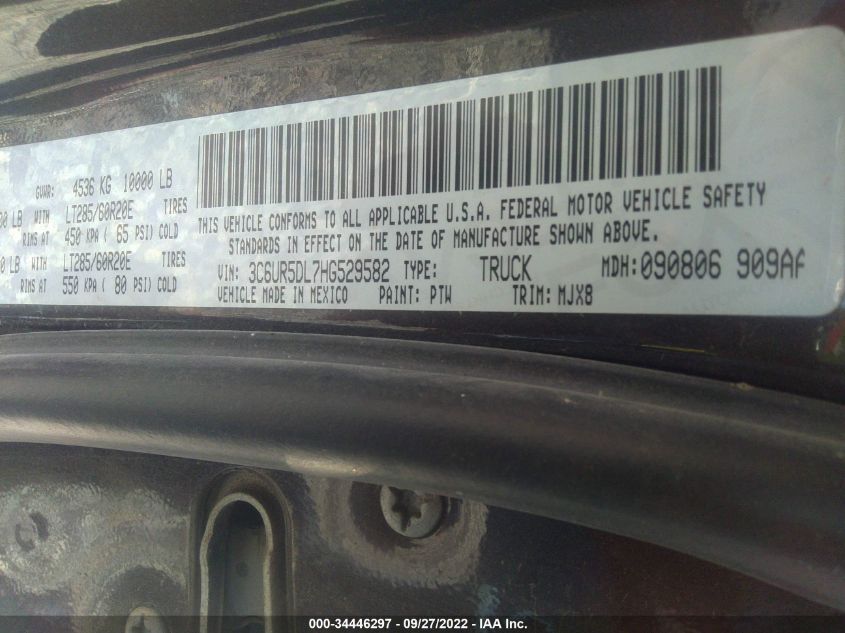 GVWR: 4536 KG 10000 LB
LB WITH LT285/60R20E TIRES
RIMS AT 450 KPA ( 65 PSI) COLD
LB WITH LT285/60R20E TIRES
RIMS AT 550 KPA ( 80 PSI) COLD
THIS VEHICLE CONFORMS TO ALL APPLICABLE U.S.A. FEDERAL MOTOR VEHICLE SAFETY
STANDARDS IN EFFECT ON THE DATE OF MANUFACTURE SHOWN ABOVE.
VIN: 3C6UR5DL7HG529582 TYPE: TRUCK MDH: 090806 909AF
VEHICLE MADE IN MEXICO PAINT: PTW TRIM: MJX8
000-34446297 - 09/27/2022 - IAA Inc.